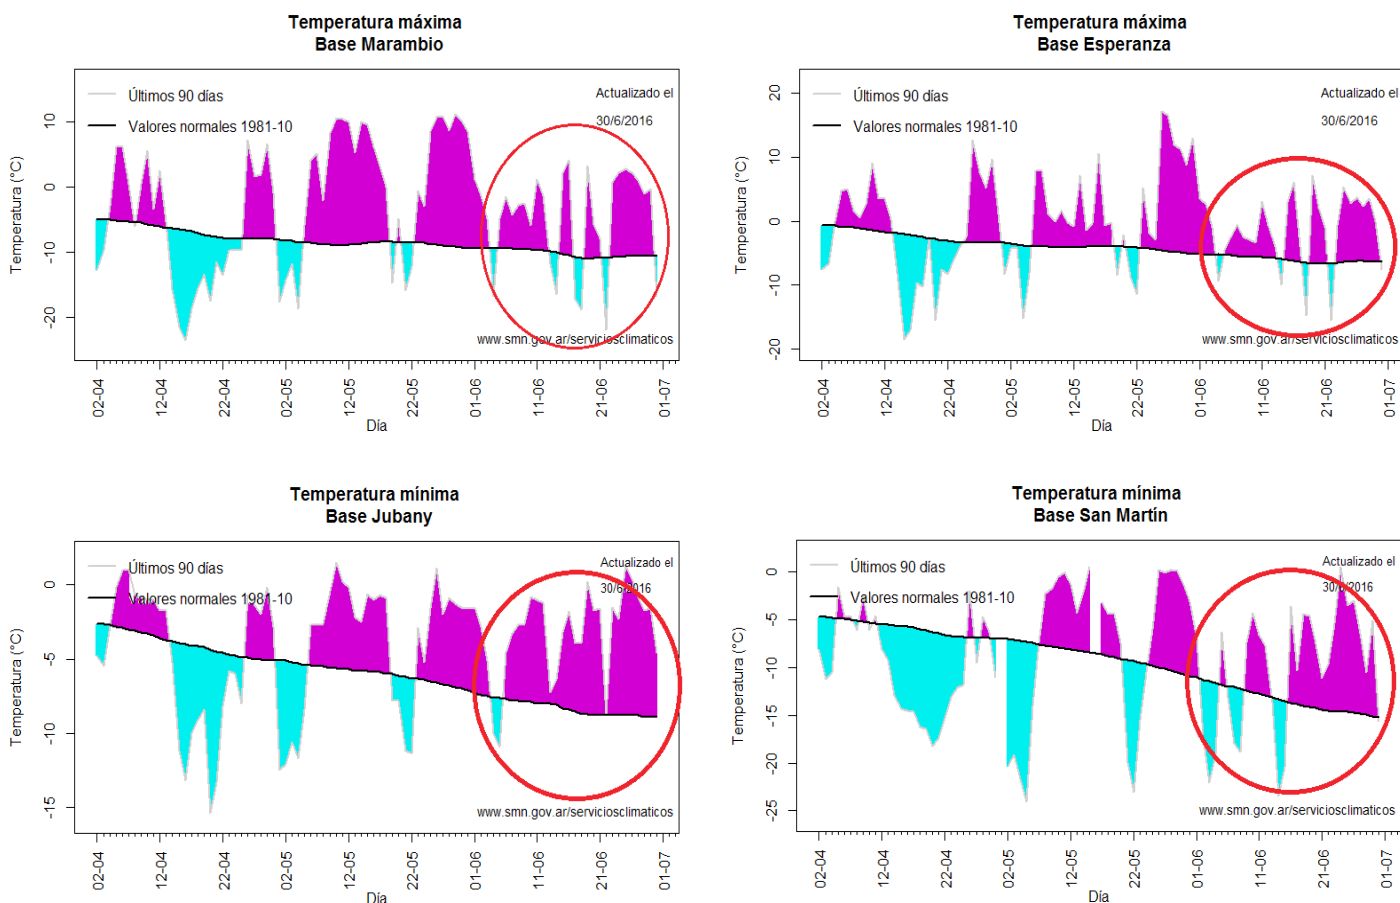 Temperatura máxima
Base Marambio
Temperatura (°C)
10
0
-10
-20
Últimos 90 días
Valores normales 1981-10
Actualizado el
30/6/2016
www.smn.gov.ar/serviciosclimaticos
02-04
12-04
22-04
02-05
12-05
22-05
01-06
11-06
21-06
01-07
Día
Temperatura máxima
Base Esperanza
Temperatura (°C)
20
10
0
-10
-20
Últimos 90 días
Valores normales 1981-10
Actualizado el
30/6/2016
www.smn.gov.ar/serviciosclimaticos
02-04
12-04
22-04
02-05
12-05
22-05
01-06
11-06
21-06
01-07
Día
Temperatura mínima
Base Jubany
Temperatura (°C)
0
-5
-10
-15
Últimos 90 días
Valores normales 1981-10
Actualizado el
30/6/2016
www.smn.gov.ar/serviciosclimaticos
02-04
12-04
22-04
02-05
12-05
22-05
01-06
11-06
21-06
01-07
Día
Temperatura mínima
Base San Martín
Temperatura (°C)
0
-5
-10
-15
-20
-25
Últimos 90 días
Valores normales 1981-10
Actualizado el
30/6/2016
www.smn.gov.ar/serviciosclimaticos
02-04
12-04
22-04
02-05
12-05
22-05
01-06
11-06
21-06
01-07
Día